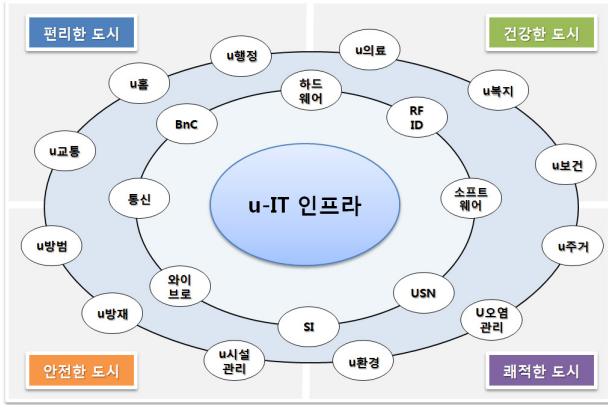 편리한 도시
건강한 도시
u행정
u의료
u홈
하드
웨어
u복지
BnC
RF
ID
u교통
u보건
통신
u-IT 인프라
소프트
웨어
u방범
u주거
와이
브로
USN
u방재
SI
U오염
관리
u시설
관리
u환경
안전한 도시
쾌적한 도시